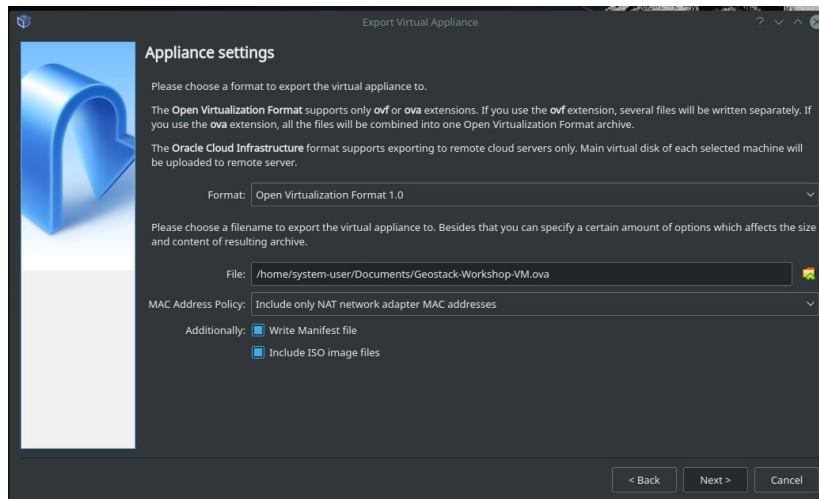 Export Virtual Appliance
Appliance settings
Please choose a format to export the virtual appliance to.
The Open Virtualization Format supports only ovf or ova extensions. If you use the ovf extension, several files will be written separately. If
you use the ova extension, all the files will be combined into one Open Virtualization Format archive.
The Oracle Cloud Infrastructure format supports exporting to remote cloud servers only. Main virtual disk of each selected machine will
be uploaded to remote server.
Format: Open Virtualization Format 1.0
Please choose a filename to export the virtual appliance to. Besides that you can specify a certain amount of options which affects the size
and content of resulting archive.
File: /home/system-user/Documents/Geostack-Workshop-VM.ova
MAC Address Policy: Include only NAT network adapter MAC addresses
Additionally: Write Manifest file
Include ISO image files
< Back Next > Cancel